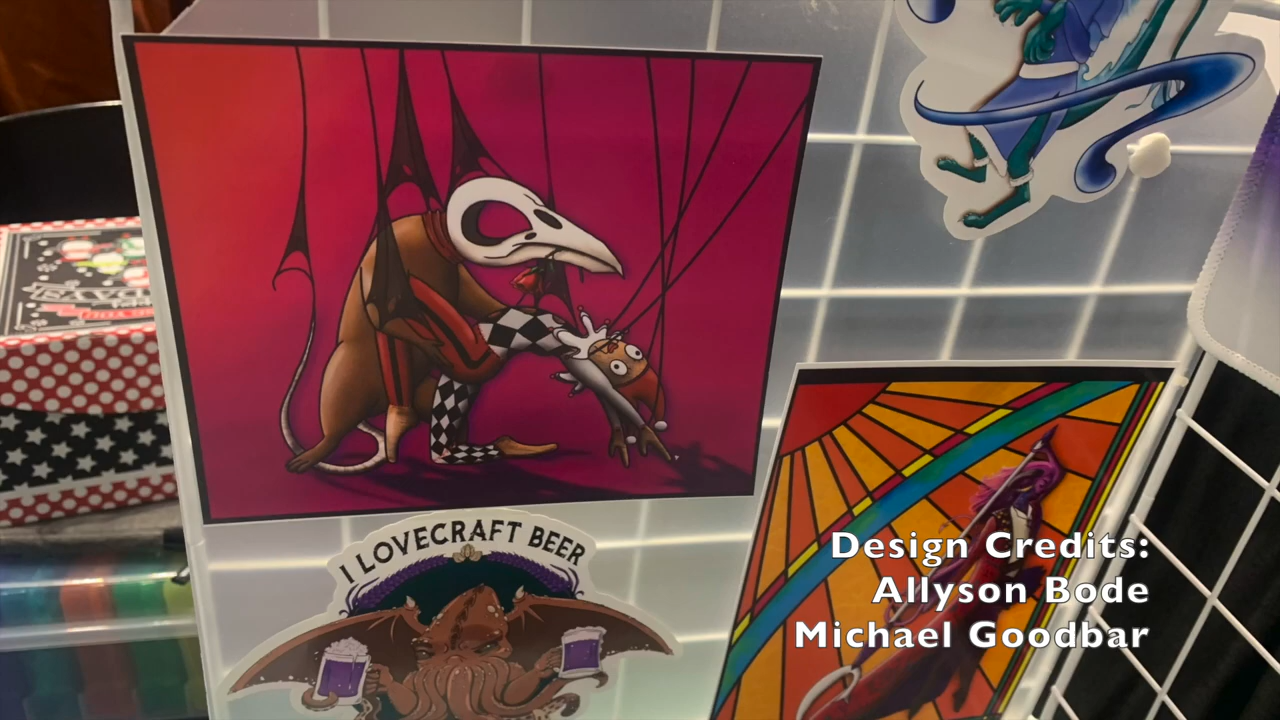 I LOVECRAFT BEER
Design Credits:
Allyson Bode
Michael Goodbar